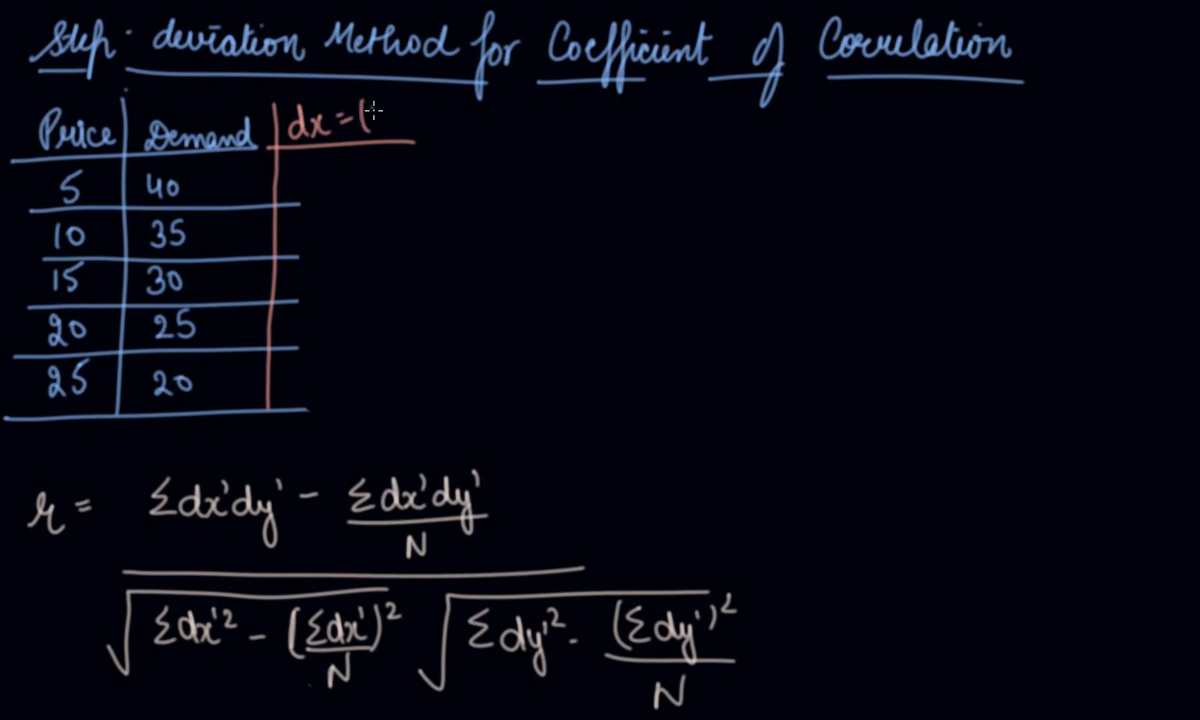 Step-deviation Method for Coefficient of Correlation
Price Demand dx = (
5 40
10 35
15 30
20 25
25 20
r = Σdx'dy' - Σdx'dy'
N
√Σdx'² - (Σdx')² √Σdy'² - (Σdy')²
N N